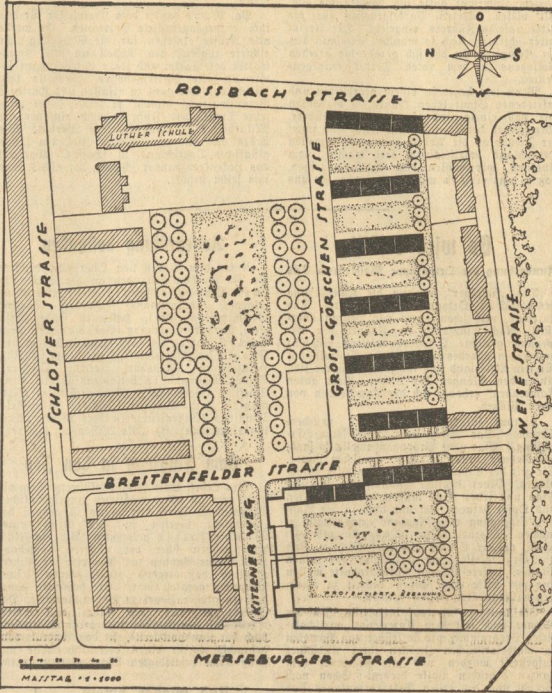 O
N
S
W
ROSSBACH STRASSE
LUTHER SCHULE
SCHLOSSER STRASSE
GROSS-GÖRSCHEN STRASSE
WEISE STRASSE
BREITENFELDER STRASSE
KITZENER WEG
PROJEKTIERTE BEBAUUNG
MERSEBURGER STRASSE
MASSTAB = 1:1000